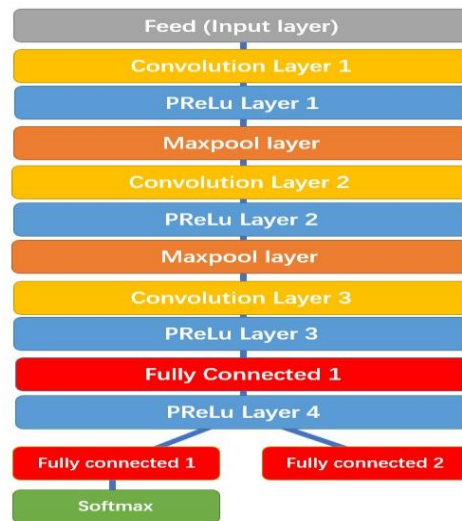 Feed (Input layer)
Convolution Layer 1
PReLu Layer 1
Maxpool layer
Convolution Layer 2
PReLu Layer 2
Maxpool layer
Convolution Layer 3
PReLu Layer 3
Fully Connected 1
PReLu Layer 4
Fully connected 1
Fully connected 2
Softmax